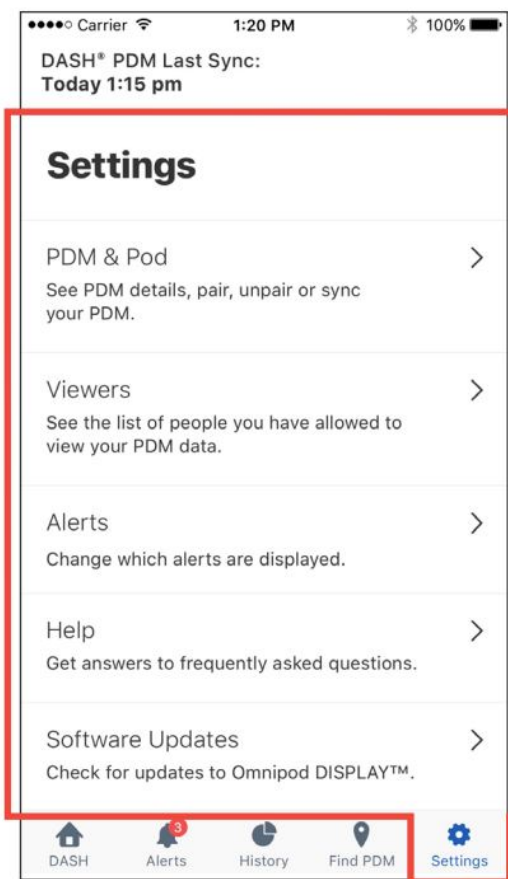 Carrier 1:20 PM 100%
DASH® PDM Last Sync:
Today 1:15 pm
Settings
PDM & Pod
See PDM details, pair, unpair or sync
your PDM.
Viewers
See the list of people you have allowed to
view your PDM data.
Alerts
Change which alerts are displayed.
Help
Get answers to frequently asked questions.
Software Updates
Check for updates to Omnipod DISPLAY™.
3
DASH Alerts History Find PDM Settings